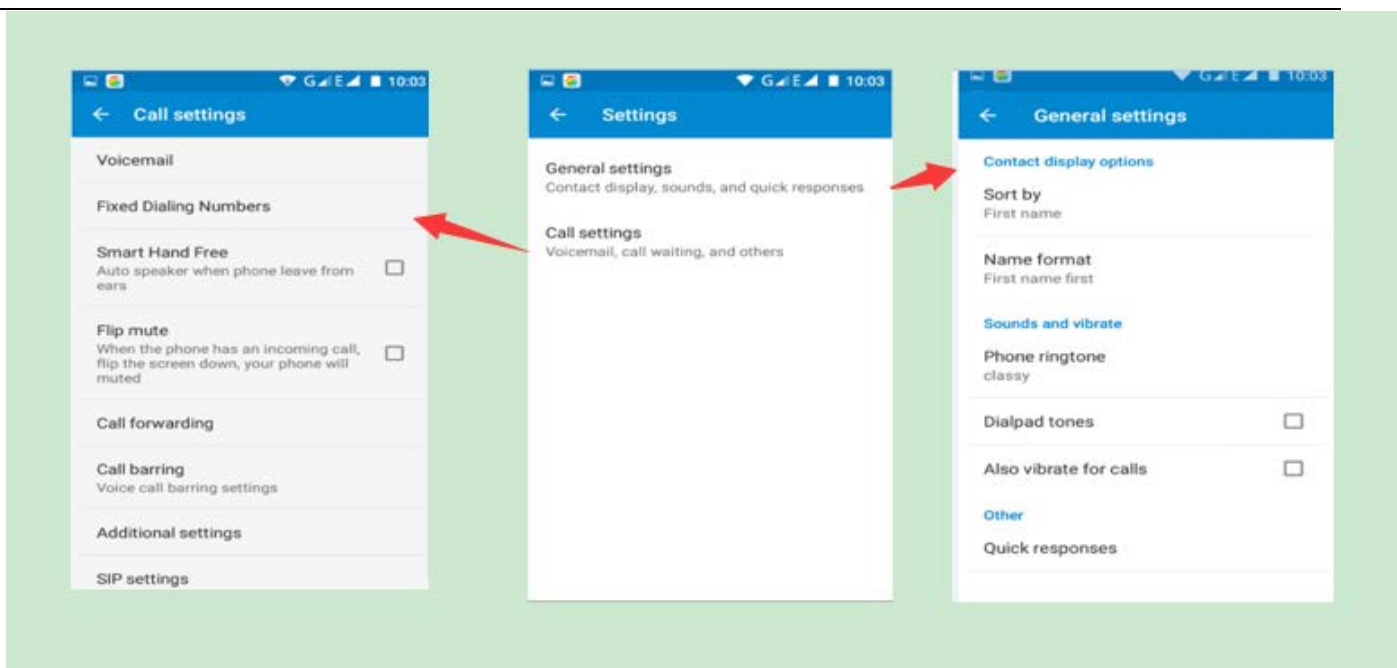 G E 10:03
Call settings
Voicemail
Fixed Dialing Numbers
Smart Hand Free
Auto speaker when phone leave from
ears
Flip mute
When the phone has an incoming call,
flip the screen down, your phone will
muted
Call forwarding
Call barring
Voice call barring settings
Additional settings
SIP settings
G E 10:03
Settings
General settings
Contact display, sounds, and quick responses
Call settings
Voicemail, call waiting, and others
G E 10:03
General settings
Contact display options
Sort by
First name
Name format
First name first
Sounds and vibrate
Phone ringtone
classy
Dialpad tones
Also vibrate for calls
Other
Quick responses